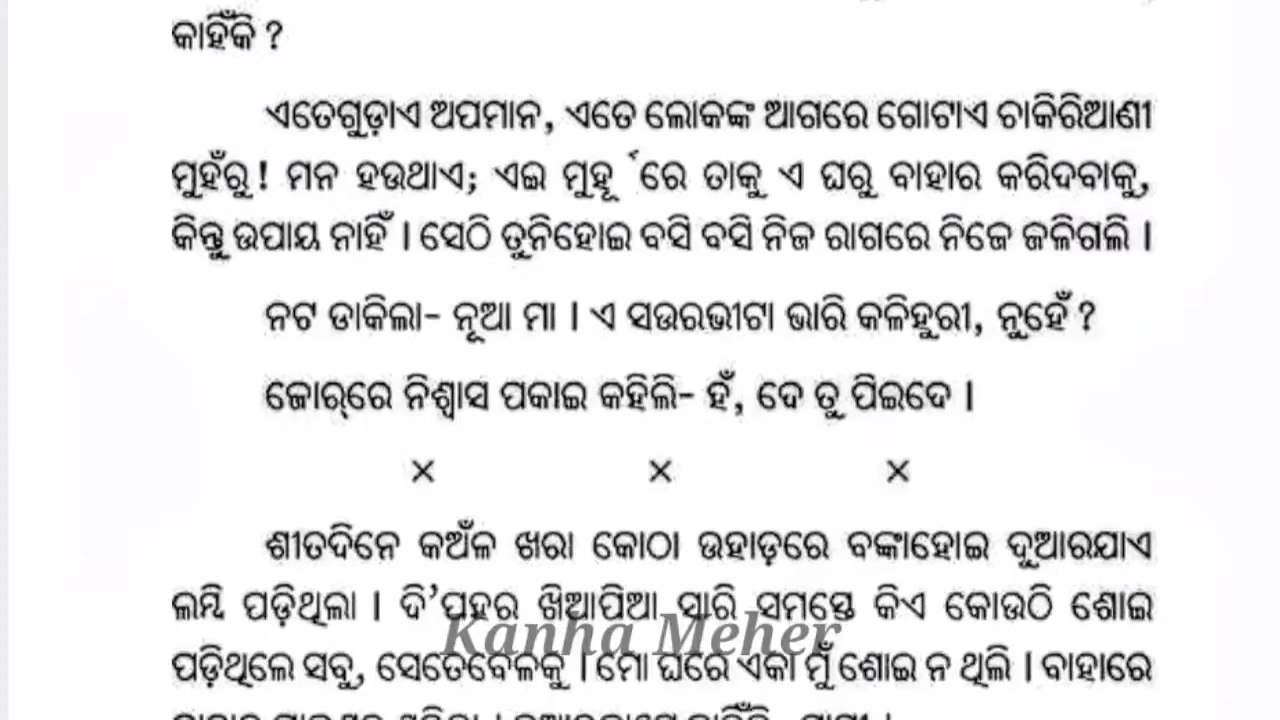 କାହିଁକି ?
ଏତେଗୁଡ଼ାଏ ଅପମାନ, ଏତେ ଲୋକଙ୍କ ଆଗରେ ଗୋଟାଏ ଚାକିରିଆଣୀ
ମୁହଁରୁ ! ମନ ହଉଥାଏ; ଏଇ ମୁହୂର୍ ରେ ତାକୁ ଏ ଘରୁ ବାହାର କରିଦବାକୁ,
କିନ୍ତୁ ଉପାୟ ନାହିଁ । ସେଠି ତୁନିହୋଇ ବସି ବସି ନିଜ ରାଗରେ ନିଜେ ଜଳିଗଲି ।
ନଟ ଡାକିଲା- ନୂଆ ମା । ଏ ସଉରଭୀଟା ଭାରି କଳିହୁରୀ, ନୁହେଁ ?
ଜୋର୍‌ରେ ନିଶ୍ୱାସ ପକାଇ କହିଲି- ହଁ, ଦେ ତୁ ପିଇଦେ ।
× × ×
ଶୀତଦିନେ କଅଁଳ ଖରା କୋଠା ଉହାଡ଼ରେ ବଙ୍କାହୋଇ ଦୁଆରଯାଏ
ଲମ୍ବି ପଡ଼ିଥିଲା । ଦି’ପହର ଖିଆପିଆ ସାରି ସମସ୍ତେ କିଏ କୋଉଠି ଶୋଇ
Kanha Meher
ପଡ଼ିଥିଲେ ସବୁ, ସେତେବେଳକୁ । ମୋ ଘରେ ଏକା ମୁଁ ଶୋଇ ନ ଥିଲି । ବାହାରେ